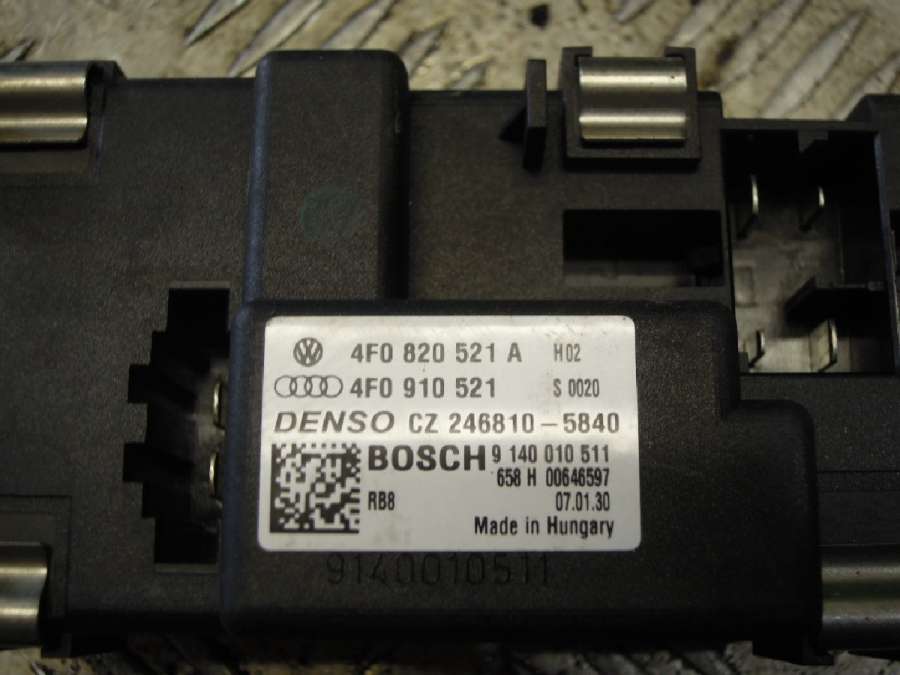 4F0 820 521 A H02
4F0 910 521 S 0020
DENSO CZ 246810-5840
BOSCH 9 140 010 511
658 H 00646597
RB8 07.01.30
Made in Hungary
9140010511